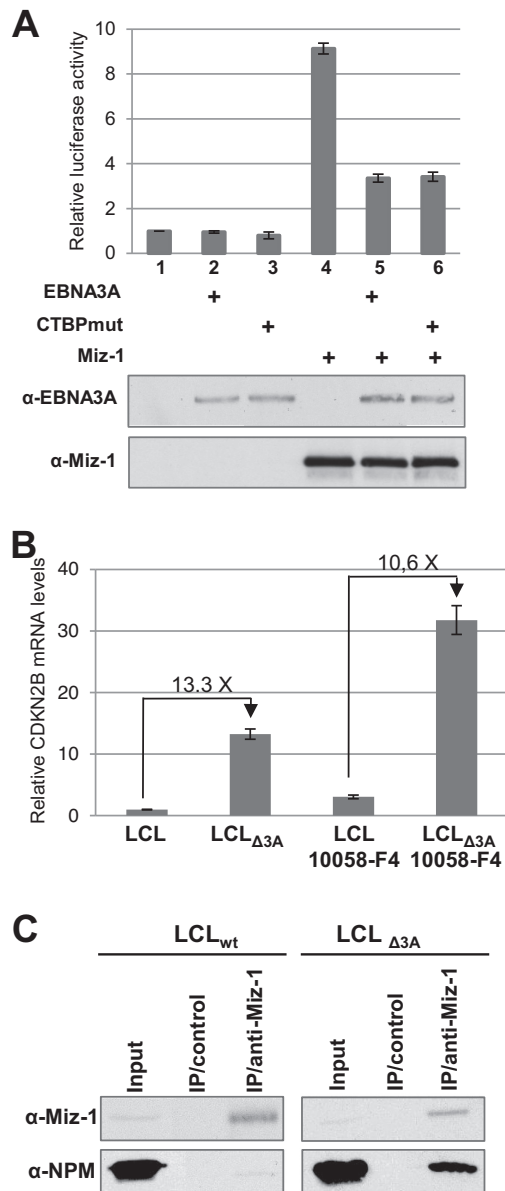 A
Relative luciferase activity
10
8
6
4
2
0
1 2 3 4 5 6
EBNA3A + +
CTBPmut + +
Miz-1 + + +
α-EBNA3A
α-Miz-1
B
Relative CDKN2B mRNA levels
40
30
20
10
0
13.3 X
10,6 X
LCL LCLΔ3A LCL 10058-F4 LCLΔ3A 10058-F4
C
LCLwt LCL Δ3A
Input IP/control IP/anti-Miz-1 Input IP/control IP/anti-Miz-1
α-Miz-1
α-NPM